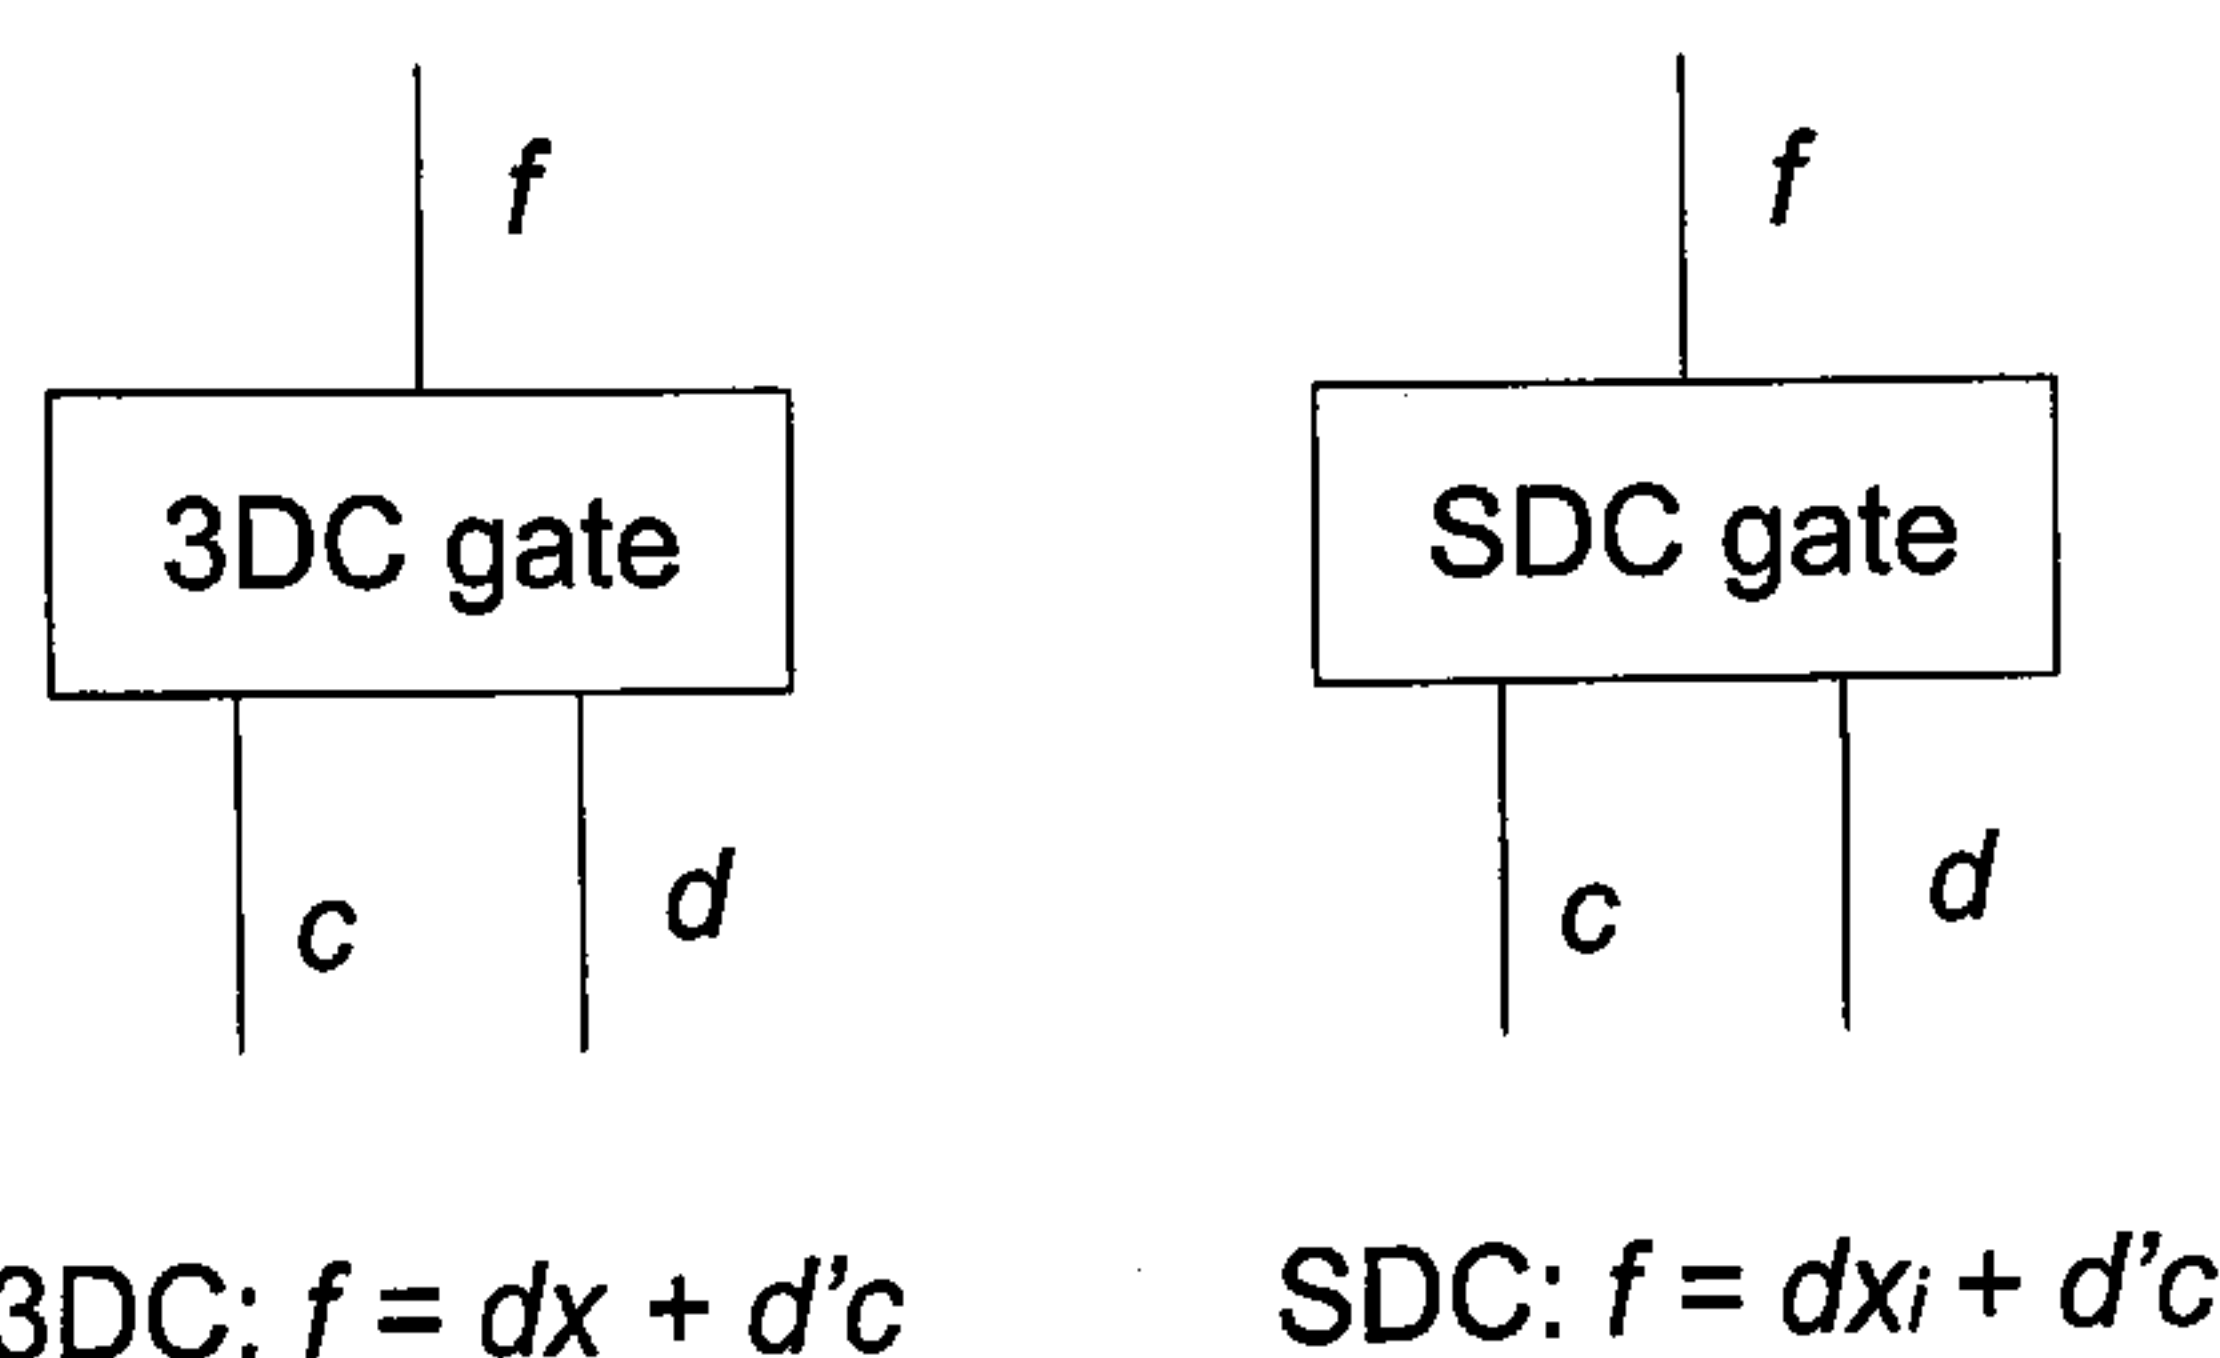 f
f
3DC gate
SDC gate
c
d
c
d
3DC: f = dx + d'c
SDC: f = dxi + d'c